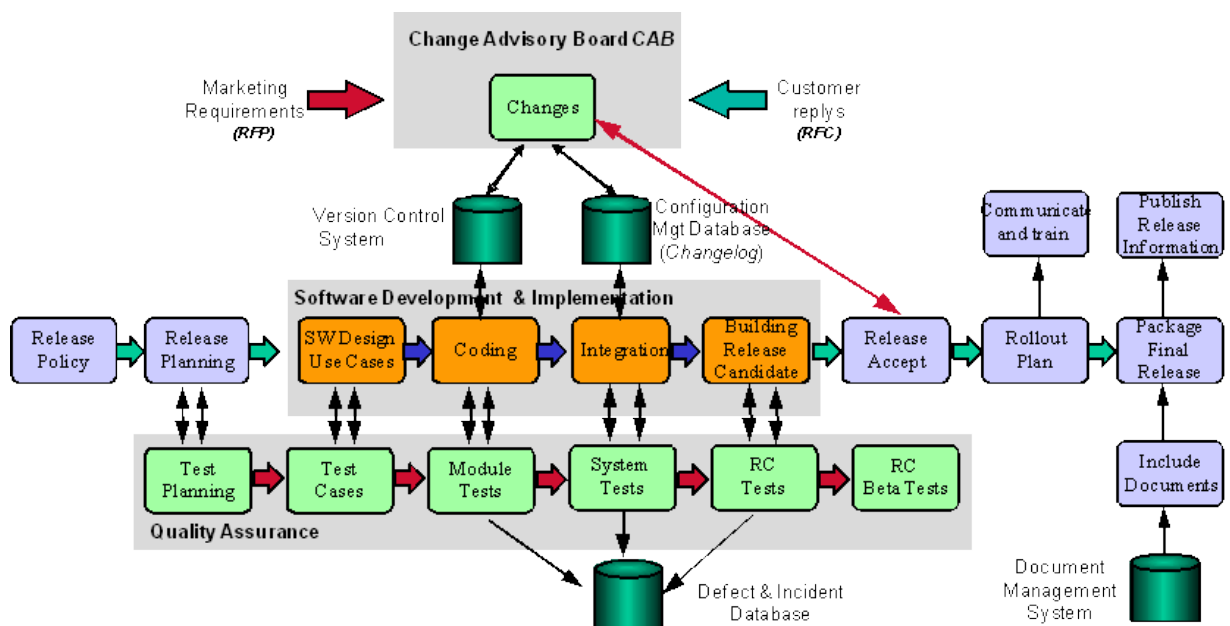 Change Advisory Board CAB
Marketing
Requirements
(RFP)
Changes
Customer
replys
(RFC)
Version Control
System
Configuration
Mgt Database
(Changelog)
Communicate
and train
Publish
Release
Information
Software Development & Implementation
Release
Policy
Release
Planning
SW Design
Use Cases
Coding
Integration
Building
Release
Candidate
Release
Accept
Rollout
Plan
Package
Final
Release
Test
Planning
Test
Cases
Module
Tests
System
Tests
RC
Tests
RC
Beta Tests
Include
Documents
Quality Assurance
Defect & Incident
Database
Document
Management
System